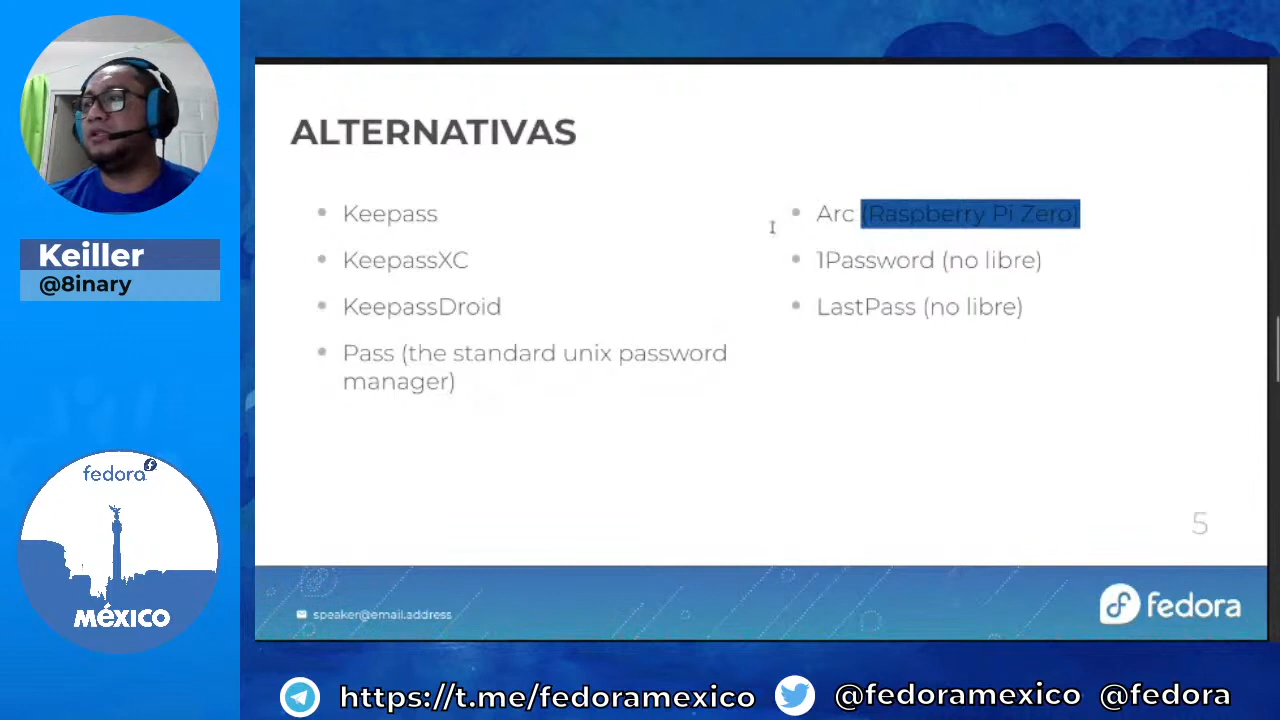 Keiller
@8inary
fedora
MÉXICO
ALTERNATIVAS
Keepass
KeepassXC
KeepassDroid
Pass (the standard unix password
manager)
Arc (Raspberry Pi Zero)
1Password (no libre)
LastPass (no libre)
5
speaker@email.address
fedora
https://t.me/fedoramexico
@fedoramexico
@fedora